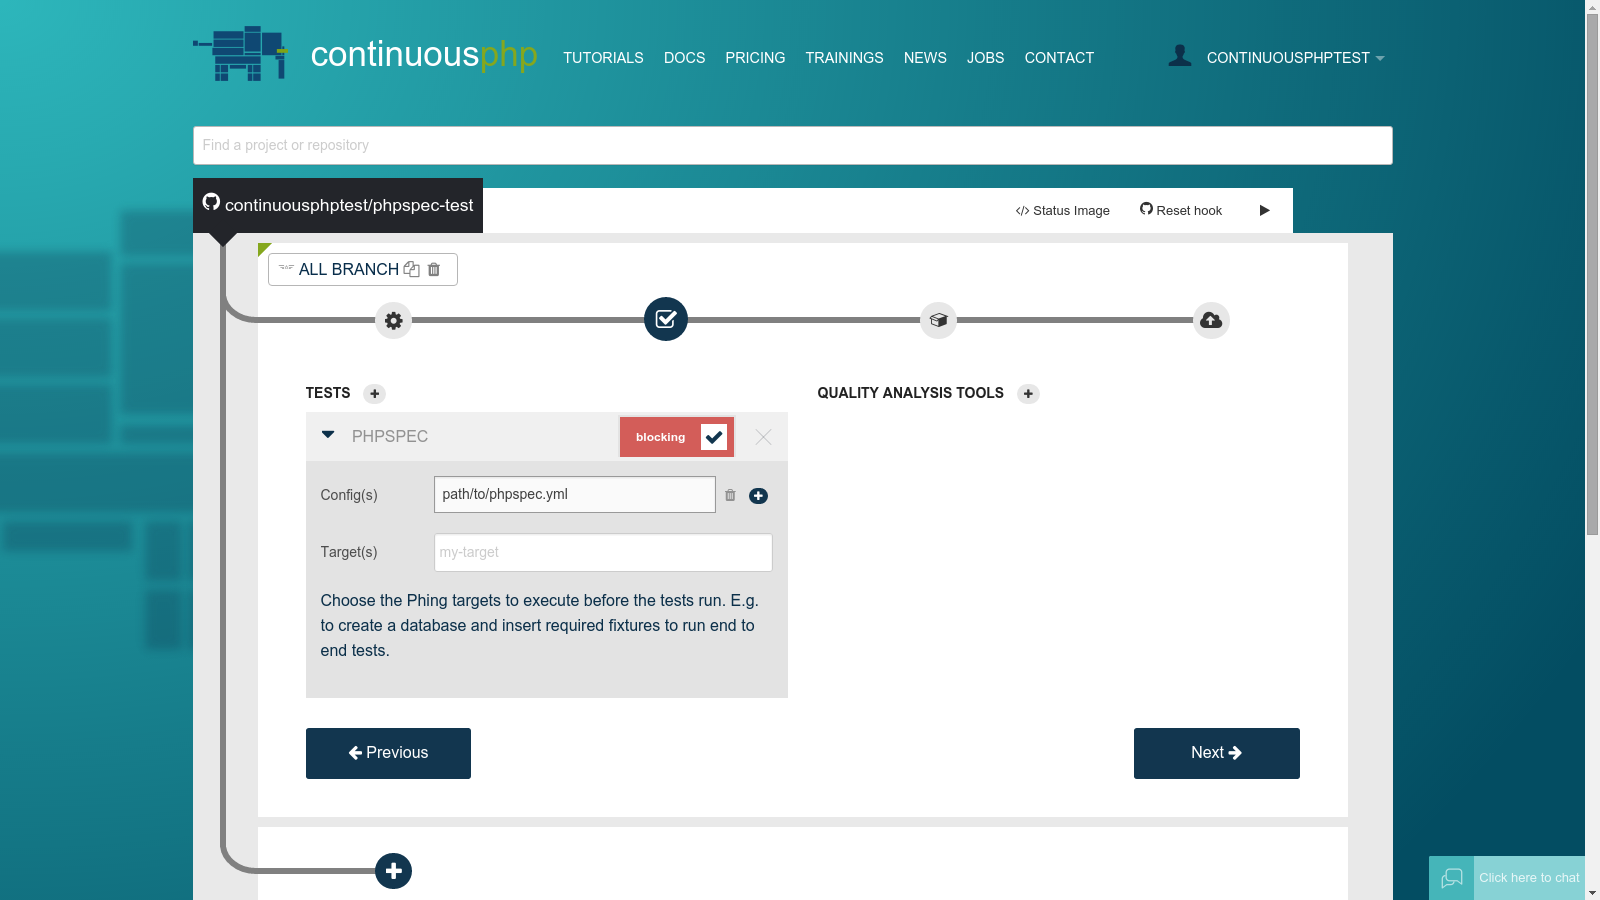 continuousphp
TUTORIALS DOCS PRICING TRAININGS NEWS JOBS CONTACT
CONTINUOUSPHPTEST
Find a project or repository
continuousphptest/phpspec-test
</> Status Image
Reset hook
ALL BRANCH
TESTS
QUALITY ANALYSIS TOOLS
PHPSPEC
blocking
Config(s)
path/to/phpspec.yml
Target(s)
my-target
Choose the Phing targets to execute before the tests run. E.g.
to create a database and insert required fixtures to run end to
end tests.
Previous
Next
Click here to chat